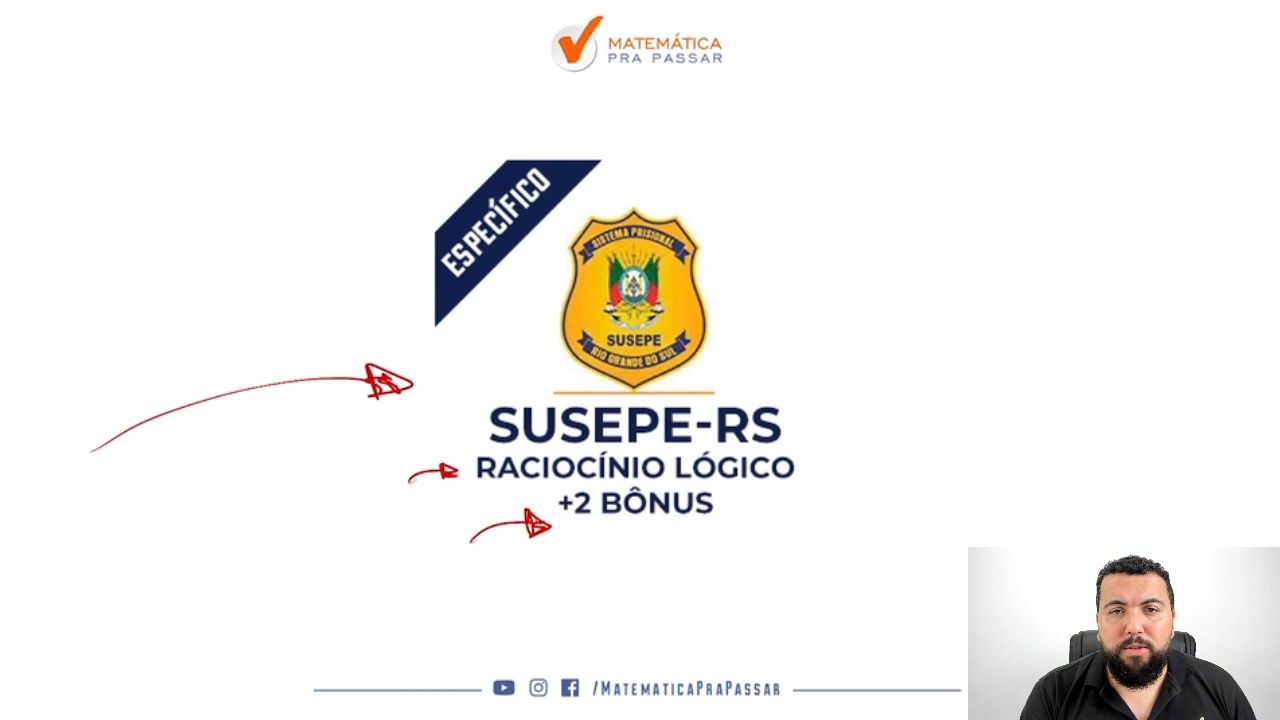 MATEMÁTICA
PRA PASSAR
ESPECÍFICO
SISTEMA PRISIONAL
SUSEPE
RIO GRANDE DO SUL
SUSEPE-RS
RACIOCÍNIO LÓGICO
+2 BÔNUS
/MATEMATICAPRAPASSAR